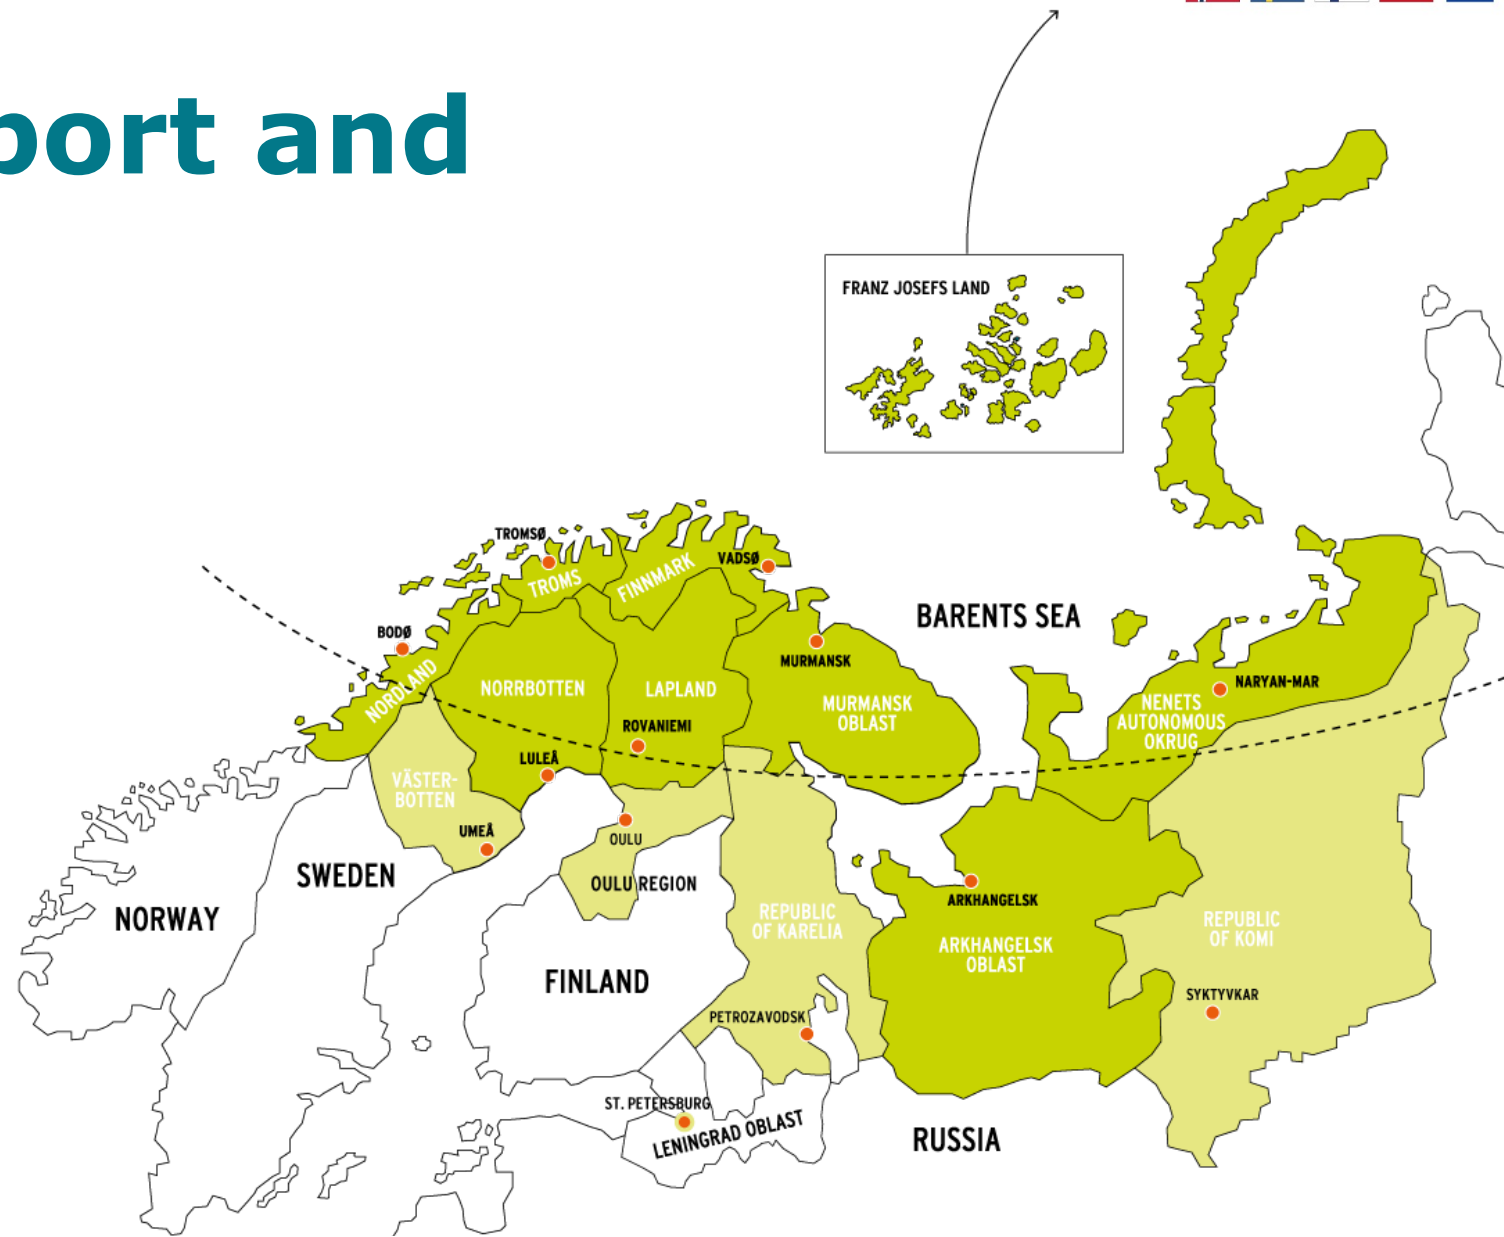 port and
FRANZ JOSEFS LAND
TROMSØ
TROMS
FINNMARK
VADSØ
BODØ
NORDLAND
NORRBOTTEN
LAPLAND
ROVANIEMI
LULEÅ
MURMANSK
MURMANSK
OBLAST
BARENTS SEA
NARYAN-MAR
NENETS
AUTONOMOUS
OKRUG
VÄSTER-
BOTTEN
UMEÅ
OULU
OULU REGION
SWEDEN
NORWAY
FINLAND
REPUBLIC
OF KARELIA
ARKHANGELSK
ARKHANGELSK
OBLAST
REPUBLIC
OF KOMI
SYKTYVKAR
PETROZAVODSK
ST. PETERSBURG
LENINGRAD OBLAST
RUSSIA